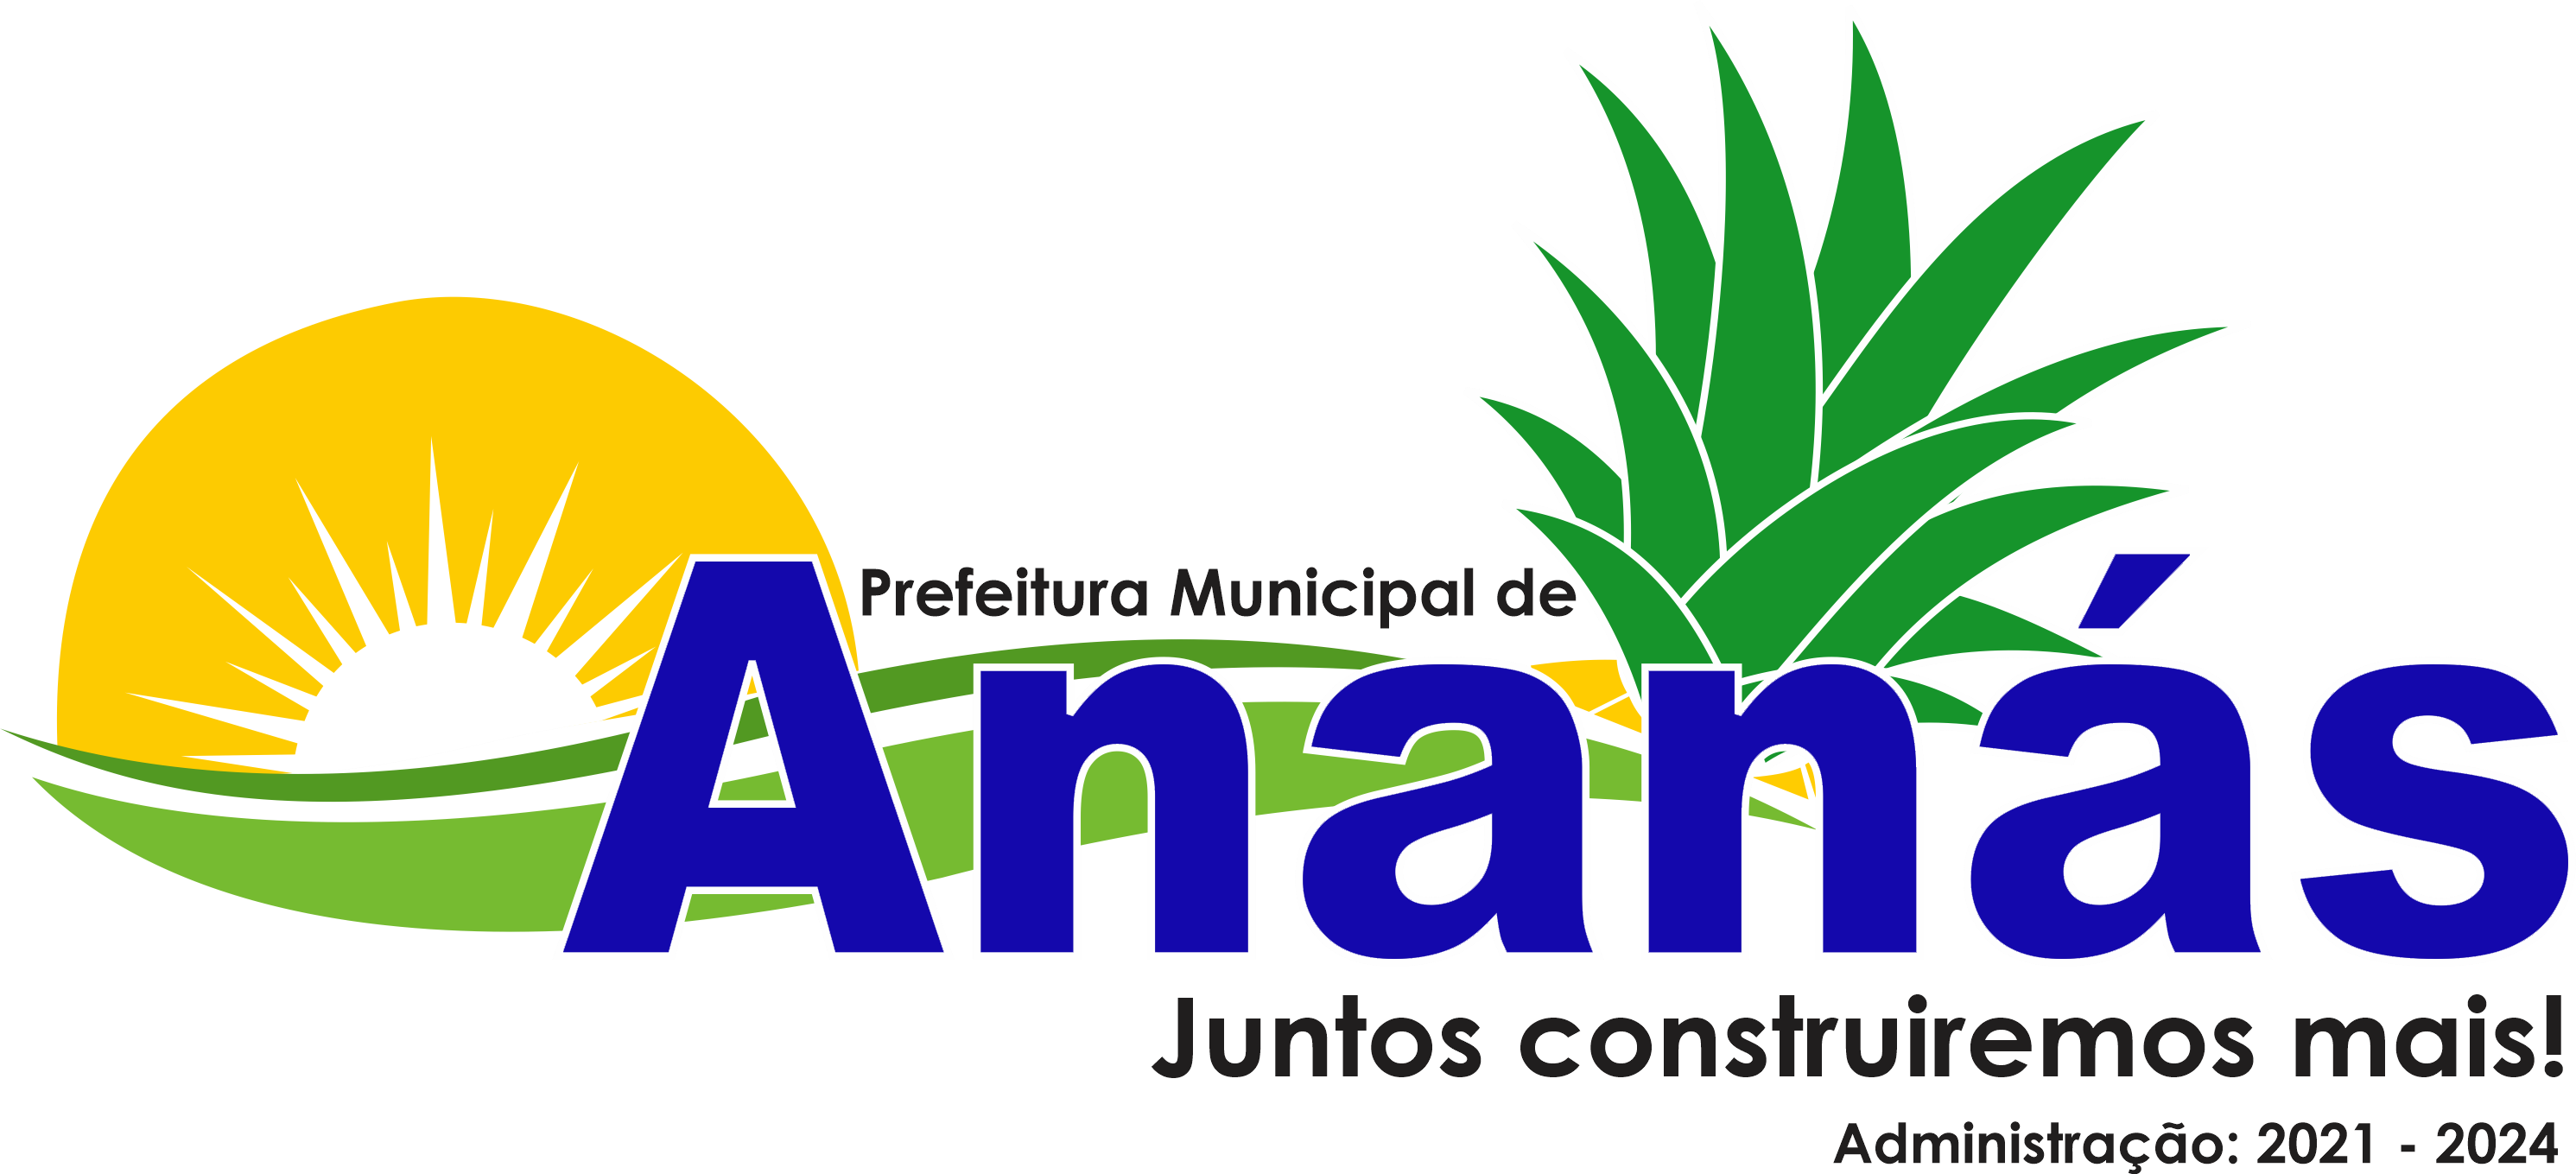 Prefeitura Municipal de
Ananás
Juntos construiremos mais!
Administração: 2021 - 2024